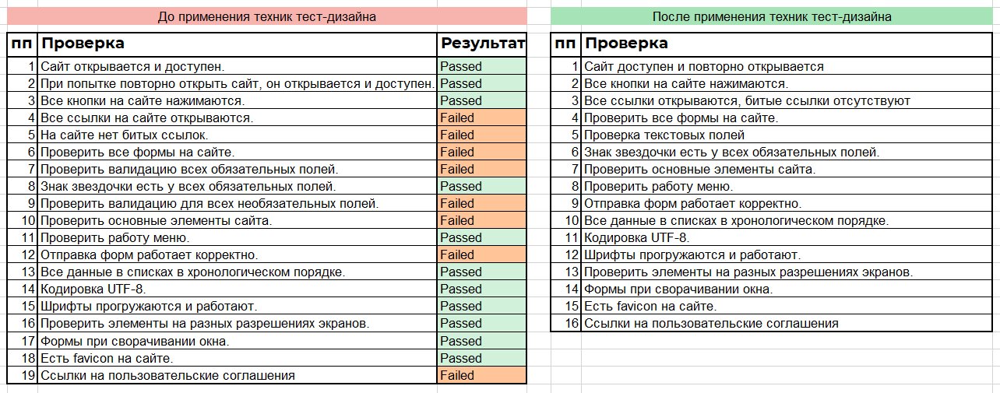 До применения техник тест-дизайна
пп Проверка Результат
1 Сайт открывается и доступен. Passed
2 При попытке повторно открыть сайт, он открывается и доступен. Passed
3 Все кнопки на сайте нажимаются. Passed
4 Все ссылки на сайте открываются. Failed
5 На сайте нет битых ссылок. Failed
6 Проверить все формы на сайте. Failed
7 Проверить валидацию всех обязательных полей. Failed
8 Знак звездочки есть у всех обязательных полей. Passed
9 Проверить валидацию для всех необязательных полей. Failed
10 Проверить основные элементы сайта. Failed
11 Проверить работу меню. Passed
12 Отправка форм работает корректно. Failed
13 Все данные в списках в хронологическом порядке. Passed
14 Кодировка UTF-8. Passed
15 Шрифты прогружаются и работают. Passed
16 Проверить элементы на разных разрешениях экранов. Passed
17 Формы при сворачивании окна. Passed
18 Есть favicon на сайте. Passed
19 Ссылки на пользовательские соглашения Failed
После применения техник тест-дизайна
пп Проверка
1 Сайт доступен и повторно открывается
2 Все кнопки на сайте нажимаются.
3 Все ссылки открываются, битые ссылки отсутствуют
4 Проверить все формы на сайте.
5 Проверка текстовых полей
6 Знак звездочки есть у всех обязательных полей.
7 Проверить основные элементы сайта.
8 Проверить работу меню.
9 Отправка форм работает корректно.
10 Все данные в списках в хронологическом порядке.
11 Кодировка UTF-8.
12 Шрифты прогружаются и работают.
13 Проверить элементы на разных разрешениях экранов.
14 Формы при сворачивании окна.
15 Есть favicon на сайте.
16 Ссылки на пользовательские соглашения